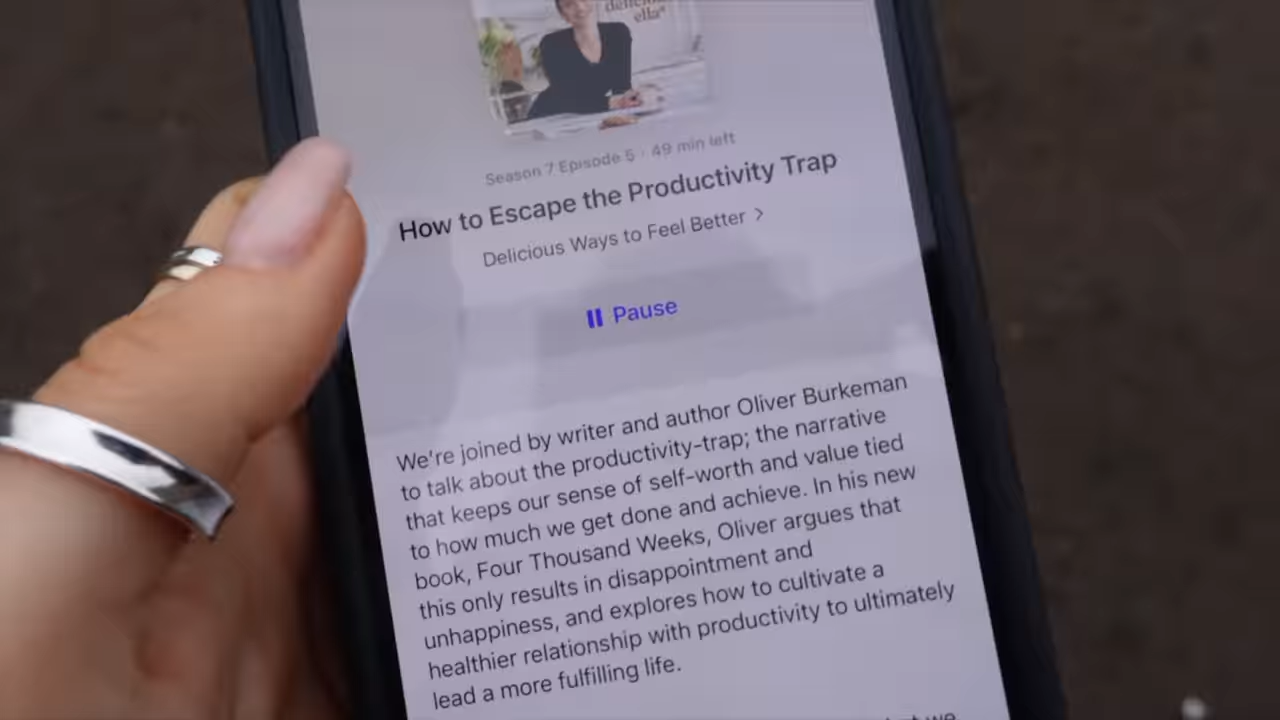 ella
Season 7 Episode 5 · 49 min left
How to Escape the Productivity Trap
Delicious Ways to Feel Better >
Pause
We're joined by writer and author Oliver Burkeman
to talk about the productivity-trap; the narrative
that keeps our sense of self-worth and value tied
to how much we get done and achieve. In his new
book, Four Thousand Weeks, Oliver argues that
this only results in disappointment and
unhappiness, and explores how to cultivate a
healthier relationship with productivity to ultimately
lead a more fulfilling life.
we